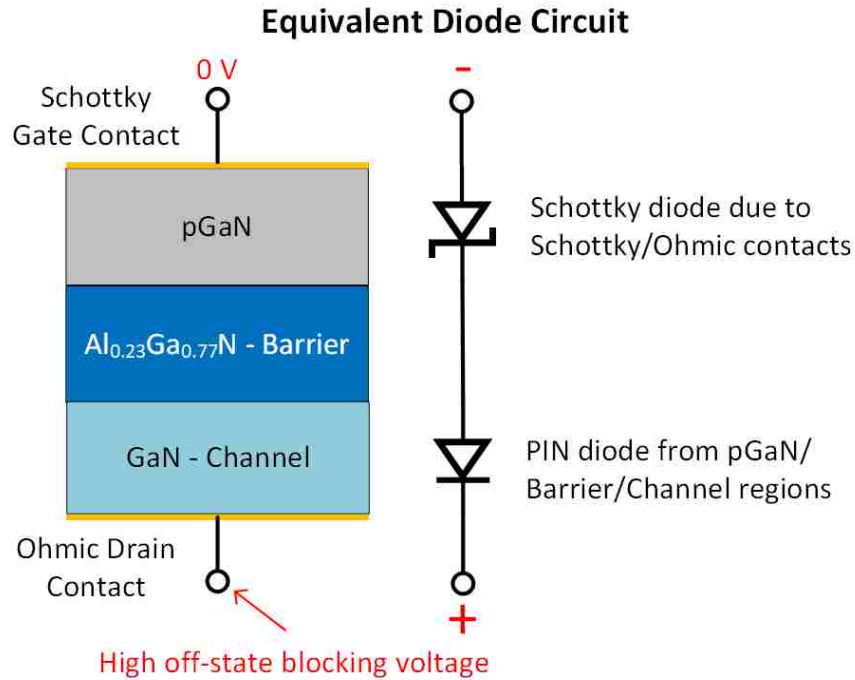 Equivalent Diode Circuit
0 V
-
Schottky
Gate Contact
pGaN
Schottky diode due to
Schottky/Ohmic contacts
Al₀.₂₃Ga₀.₇₇N - Barrier
GaN - Channel
PIN diode from pGaN/
Barrier/Channel regions
Ohmic Drain
Contact
+
High off-state blocking voltage